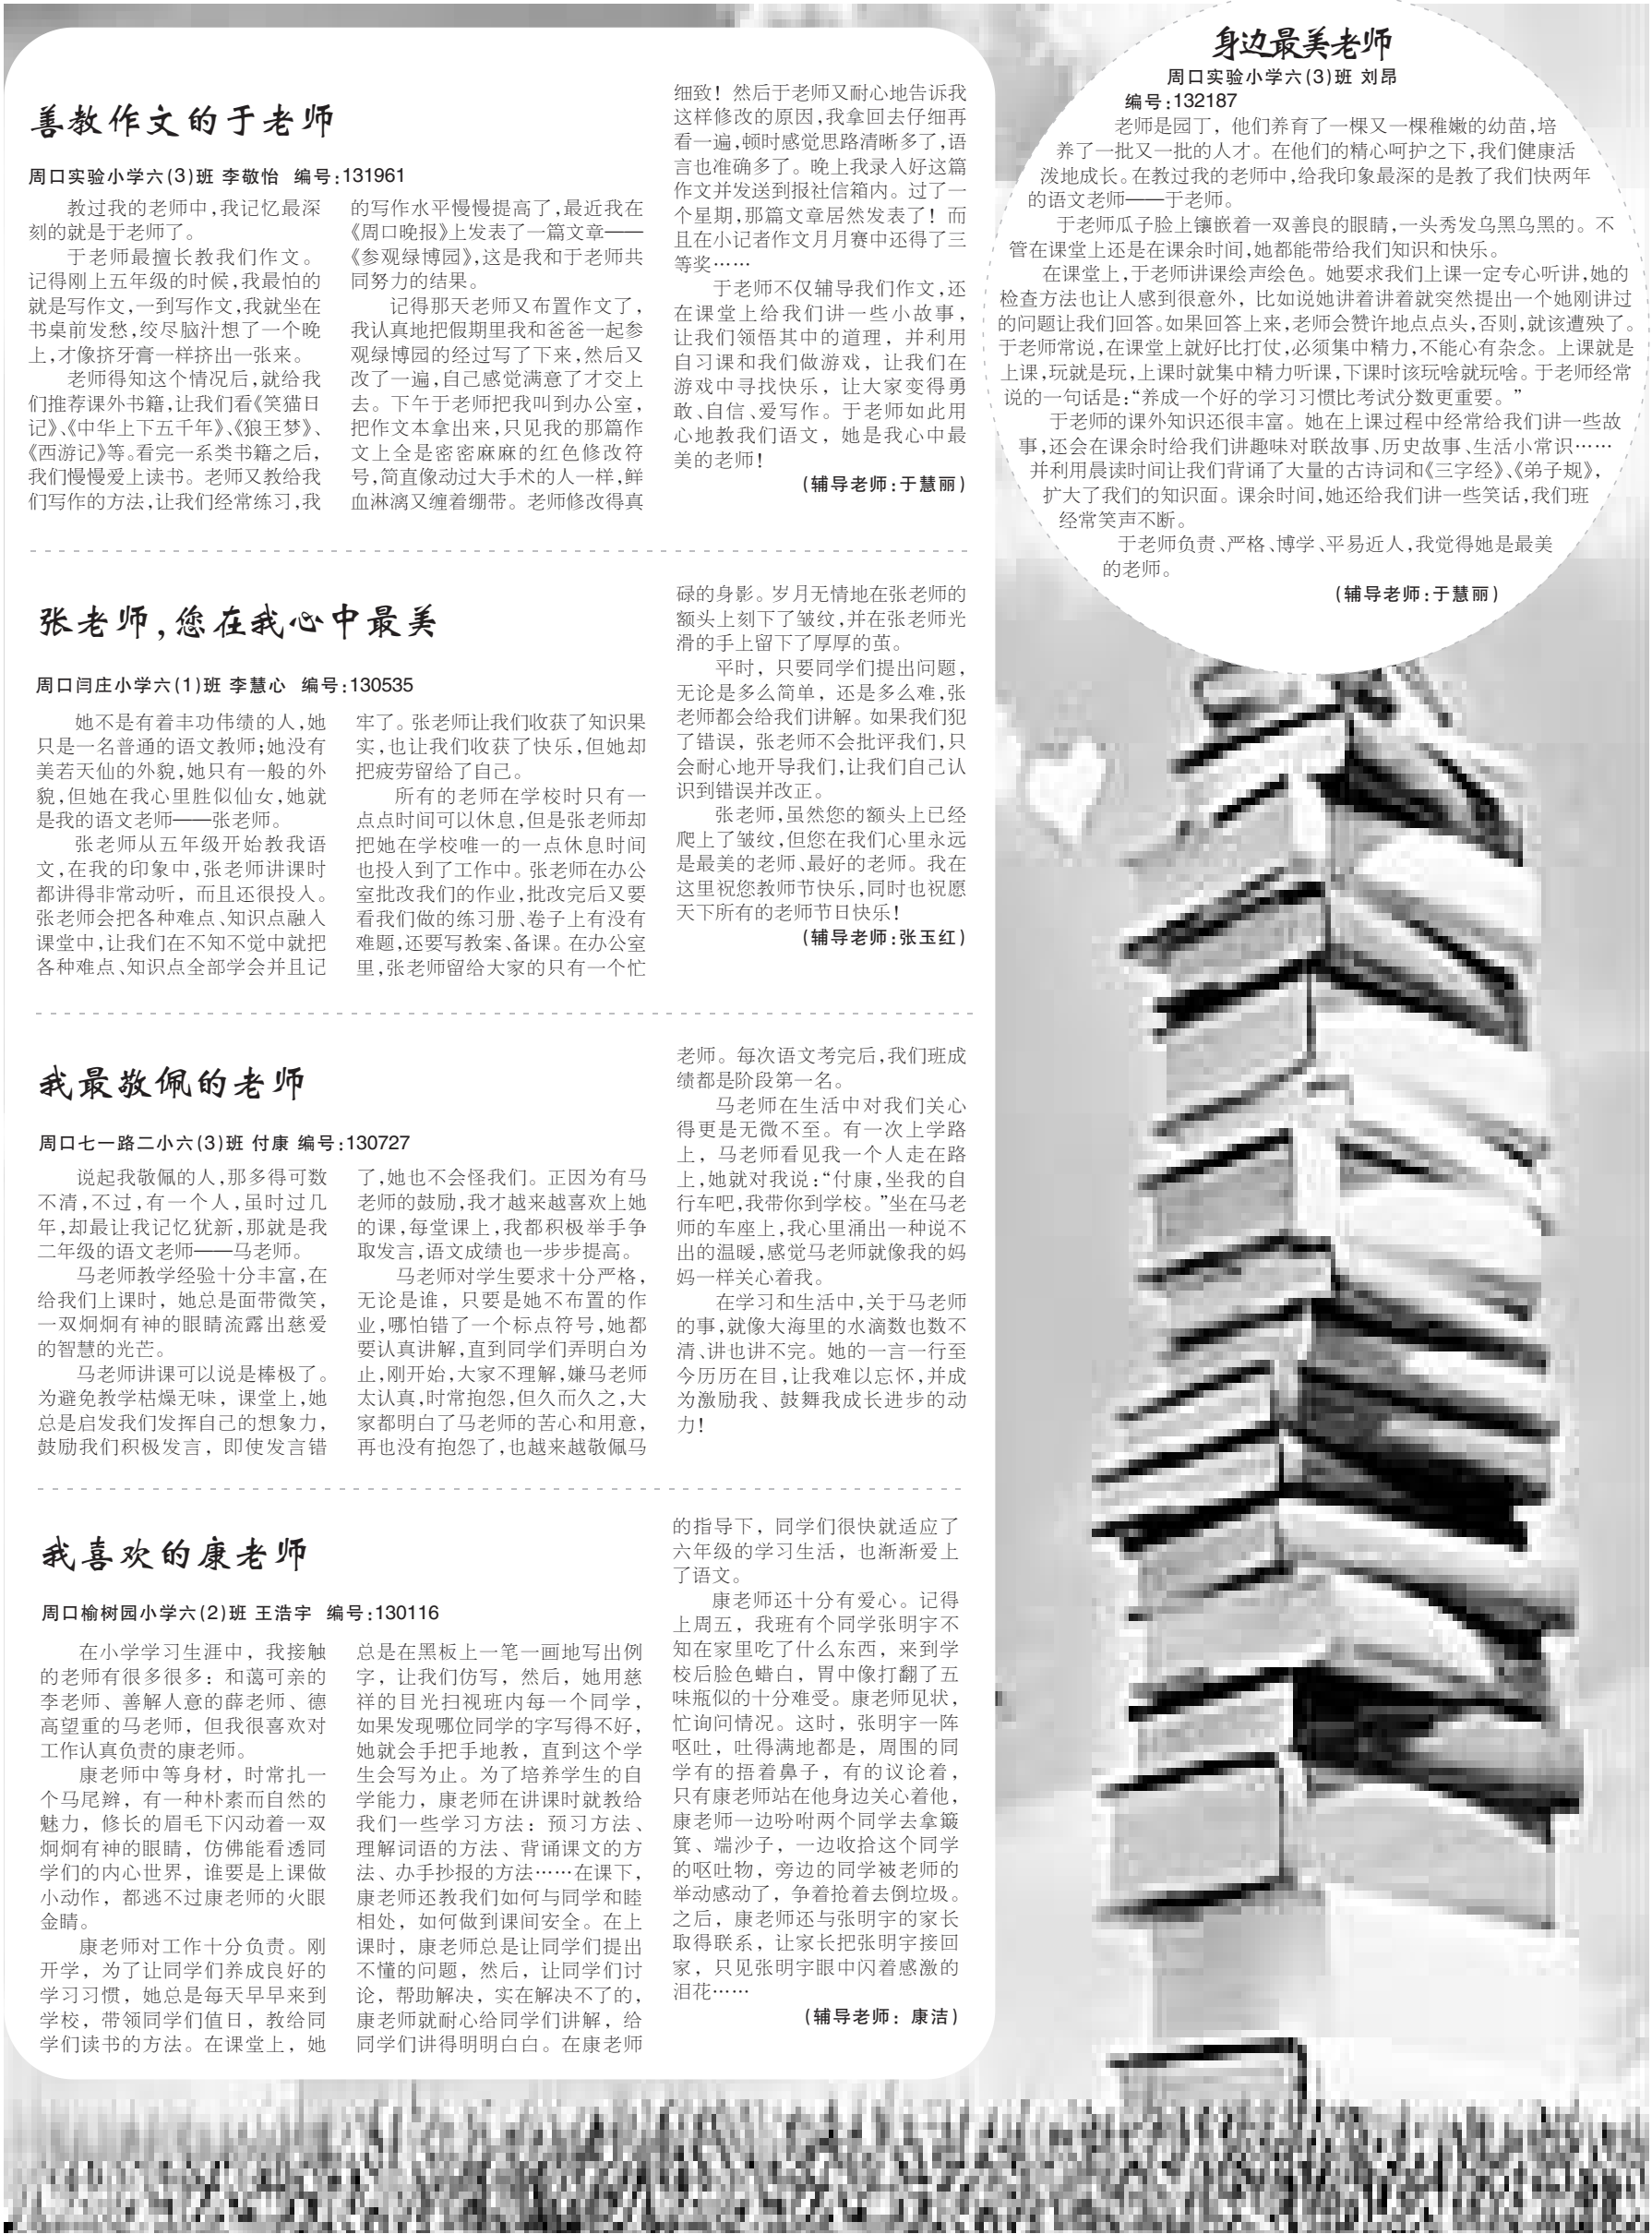 善教作文的于老师
周口实验小学六(3)班 李敬怡 编号:131961
教过我的老师中,我记忆最深
刻的就是于老师了。
于老师最擅长教我们作文。
记得刚上五年级的时候,我最怕的
就是写作文,一到写作文,我就坐在
书桌前发愁,绞尽脑汁想了一个晚
上,才像挤牙膏一样挤出一张来。
老师得知这个情况后,就给我
们推荐课外书籍,让我们看《笑猫日
记》、《中华上下五千年》、《狼王梦》、
《西游记》等。看完一系类书籍之后,
我们慢慢爱上读书。老师又教给我
们写作的方法,让我们经常练习,我
的写作水平慢慢提高了,最近我在
《周口晚报》上发表了一篇文章——
《参观绿博园》,这是我和于老师共
同努力的结果。
记得那天老师又布置作文了,
我认真地把假期里我和爸爸一起参
观绿博园的经过写了下来,然后又
改了一遍,自己感觉满意了才交上
去。下午于老师把我叫到办公室,
把作文本拿出来,只见我的那篇作
文上全是密密麻麻的红色修改符
号,简直像动过大手术的人一样,鲜
血淋漓又缠着绷带。老师修改得真
细致！然后于老师又耐心地告诉我
这样修改的原因,我拿回去仔细再
看一遍,顿时感觉思路清晰多了,语
言也准确多了。晚上我录入好这篇
作文并发送到报社信箱内。过了一
个星期,那篇文章居然发表了！而
且在小记者作文月月赛中还得了三
等奖……
于老师不仅辅导我们作文,还
在课堂上给我们讲一些小故事,
让我们领悟其中的道理，并利用
自习课和我们做游戏，让我们在
游戏中寻找快乐，让大家变得勇
敢、自信、爱写作。于老师如此用
心地教我们语文，她是我心中最
美的老师！
(辅导老师:于慧丽)
张老师,您在我心中最美
周口闫庄小学六(1)班 李慧心 编号:130535
她不是有着丰功伟绩的人,她
只是一名普通的语文教师;她没有
美若天仙的外貌,她只有一般的外
貌,但她在我心里胜似仙女,她就
是我的语文老师——张老师。
张老师从五年级开始教我语
文,在我的印象中,张老师讲课时
都讲得非常动听，而且还很投入。
张老师会把各种难点、知识点融入
课堂中,让我们在不知不觉中就把
各种难点、知识点全部学会并且记
牢了。张老师让我们收获了知识果
实,也让我们收获了快乐,但她却
把疲劳留给了自己。
所有的老师在学校时只有一
点点时间可以休息,但是张老师却
把她在学校唯一的一点休息时间
也投入到了工作中。张老师在办公
室批改我们的作业,批改完后又要
看我们做的练习册、卷子上有没有
难题,还要写教案、备课。在办公室
里,张老师留给大家的只有一个忙
碌的身影。岁月无情地在张老师的
额头上刻下了皱纹,并在张老师光
滑的手上留下了厚厚的茧。
平时，只要同学们提出问题,
无论是多么简单，还是多么难,张
老师都会给我们讲解。如果我们犯
了错误，张老师不会批评我们,只
会耐心地开导我们,让我们自己认
识到错误并改正。
张老师,虽然您的额头上已经
爬上了皱纹,但您在我们心里永远
是最美的老师、最好的老师。我在
这里祝您教师节快乐,同时也祝愿
天下所有的老师节日快乐！
(辅导老师:张玉红)
我最敬佩的老师
周口七一路二小六(3)班 付康 编号:130727
说起我敬佩的人,那多得可数
不清,不过,有一个人,虽时过几
年,却最让我记忆犹新,那就是我
二年级的语文老师——马老师。
马老师教学经验十分丰富,在
给我们上课时，她总是面带微笑,
一双炯炯有神的眼睛流露出慈爱
的智慧的光芒。
马老师讲课可以说是棒极了。
为避免教学枯燥无味，课堂上,她
总是启发我们发挥自己的想象力,
鼓励我们积极发言，即使发言错
了,她也不会怪我们。正因为有马
老师的鼓励,我才越来越喜欢上她
的课,每堂课上,我都积极举手争
取发言,语文成绩也一步步提高。
马老师对学生要求十分严格,
无论是谁，只要是她不布置的作
业,哪怕错了一个标点符号,她都
要认真讲解,直到同学们弄明白为
止,刚开始,大家不理解,嫌马老师
太认真,时常抱怨,但久而久之,大
家都明白了马老师的苦心和用意,
再也没有抱怨了,也越来越敬佩马
老师。每次语文考完后,我们班成
绩都是阶段第一名。
马老师在生活中对我们关心
得更是无微不至。有一次上学路
上，马老师看见我一个人走在路
上,她就对我说:“付康,坐我的自
行车吧,我带你到学校。”坐在马老
师的车座上,我心里涌出一种说不
出的温暖,感觉马老师就像我的妈
妈一样关心着我。
在学习和生活中,关于马老师
的事,就像大海里的水滴数也数不
清、讲也讲不完。她的一言一行至
今历历在目,让我难以忘怀,并成
为激励我、鼓舞我成长进步的动
力！
我喜欢的康老师
周口榆树园小学六(2)班 王浩宇 编号:130116
在小学学习生涯中，我接触
的老师有很多很多：和蔼可亲的
李老师、善解人意的薛老师、德
高望重的马老师，但我很喜欢对
工作认真负责的康老师。
康老师中等身材，时常扎一
个马尾辫，有一种朴素而自然的
魅力，修长的眉毛下闪动着一双
炯炯有神的眼睛，仿佛能看透同
学们的内心世界，谁要是上课做
小动作，都逃不过康老师的火眼
金睛。
康老师对工作十分负责。刚
开学，为了让同学们养成良好的
学习习惯，她总是每天早早来到
学校，带领同学们值日，教给同
学们读书的方法。在课堂上，她
总是在黑板上一笔一画地写出例
字，让我们仿写，然后，她用慈
祥的目光扫视班内每一个同学，
如果发现哪位同学的字写得不好，
她就会手把手地教，直到这个学
生会写为止。为了培养学生的自
学能力，康老师在讲课时就教给
我们一些学习方法：预习方法、
理解词语的方法、背诵课文的方
法、办手抄报的方法……在课下，
康老师还教我们如何与同学和睦
相处，如何做到课间安全。在上
课时，康老师总是让同学们提出
不懂的问题，然后，让同学们讨
论，帮助解决，实在解决不了的，
康老师就耐心给同学们讲解，给
同学们讲得明明白白。在康老师
的指导下，同学们很快就适应了
六年级的学习生活，也渐渐爱上
了语文。
康老师还十分有爱心。记得
上周五，我班有个同学张明宇不
知在家里吃了什么东西，来到学
校后脸色蜡白，胃中像打翻了五
味瓶似的十分难受。康老师见状，
忙询问情况。这时，张明宇一阵
呕吐，吐得满地都是，周围的同
学有的捂着鼻子，有的议论着，
只有康老师站在他身边关心着他，
康老师一边吩咐两个同学去拿簸
箕、端沙子，一边收拾这个同学
的呕吐物，旁边的同学被老师的
举动感动了，争着抢着去倒垃圾。
之后，康老师还与张明宇的家长
取得联系，让家长把张明宇接回
家，只见张明宇眼中闪着感激的
泪花……
(辅导老师：康洁)
身边最美老师
周口实验小学六(3)班 刘昂
编号:132187
老师是园丁，他们养育了一棵又一棵稚嫩的幼苗,培
养了一批又一批的人才。在他们的精心呵护之下,我们健康活
泼地成长。在教过我的老师中,给我印象最深的是教了我们快两年
的语文老师——于老师。
于老师瓜子脸上镶嵌着一双善良的眼睛,一头秀发乌黑乌黑的。不
管在课堂上还是在课余时间,她都能带给我们知识和快乐。
在课堂上,于老师讲课绘声绘色。她要求我们上课一定专心听讲,她的
检查方法也让人感到很意外，比如说她讲着讲着就突然提出一个她刚讲过
的问题让我们回答。如果回答上来,老师会赞许地点点头,否则,就该遭殃了。
于老师常说,在课堂上就好比打仗,必须集中精力,不能心有杂念。上课就是
上课,玩就是玩,上课时就集中精力听课,下课时该玩啥就玩啥。于老师经常
说的一句话是:“养成一个好的学习习惯比考试分数更重要。”
于老师的课外知识还很丰富。她在上课过程中经常给我们讲一些故
事,还会在课余时给我们讲趣味对联故事、历史故事、生活小常识……
并利用晨读时间让我们背诵了大量的古诗词和《三字经》、《弟子规》,
扩大了我们的知识面。课余时间,她还给我们讲一些笑话,我们班
经常笑声不断。
于老师负责、严格、博学、平易近人,我觉得她是最美
的老师。
(辅导老师:于慧丽)